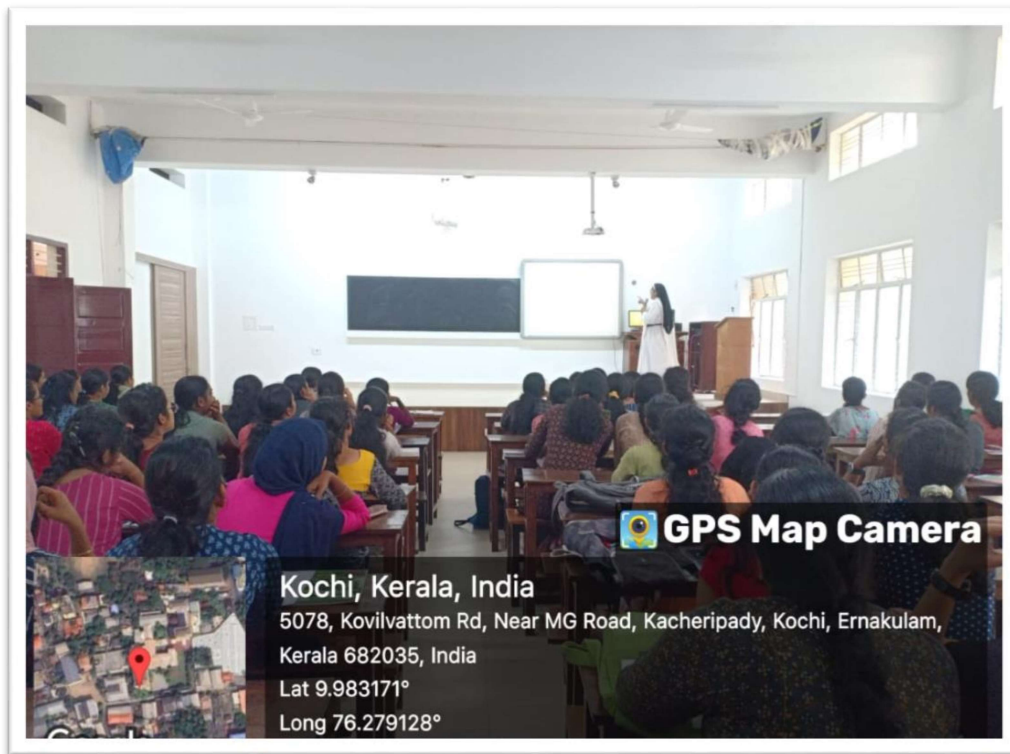 GPS Map Camera
Kochi, Kerala, India
5078, Kovilvattom Rd, Near MG Road, Kacheripady, Kochi, Ernakulam,
Kerala 682035, India
Lat 9.983171°
Long 76.279128°
Google